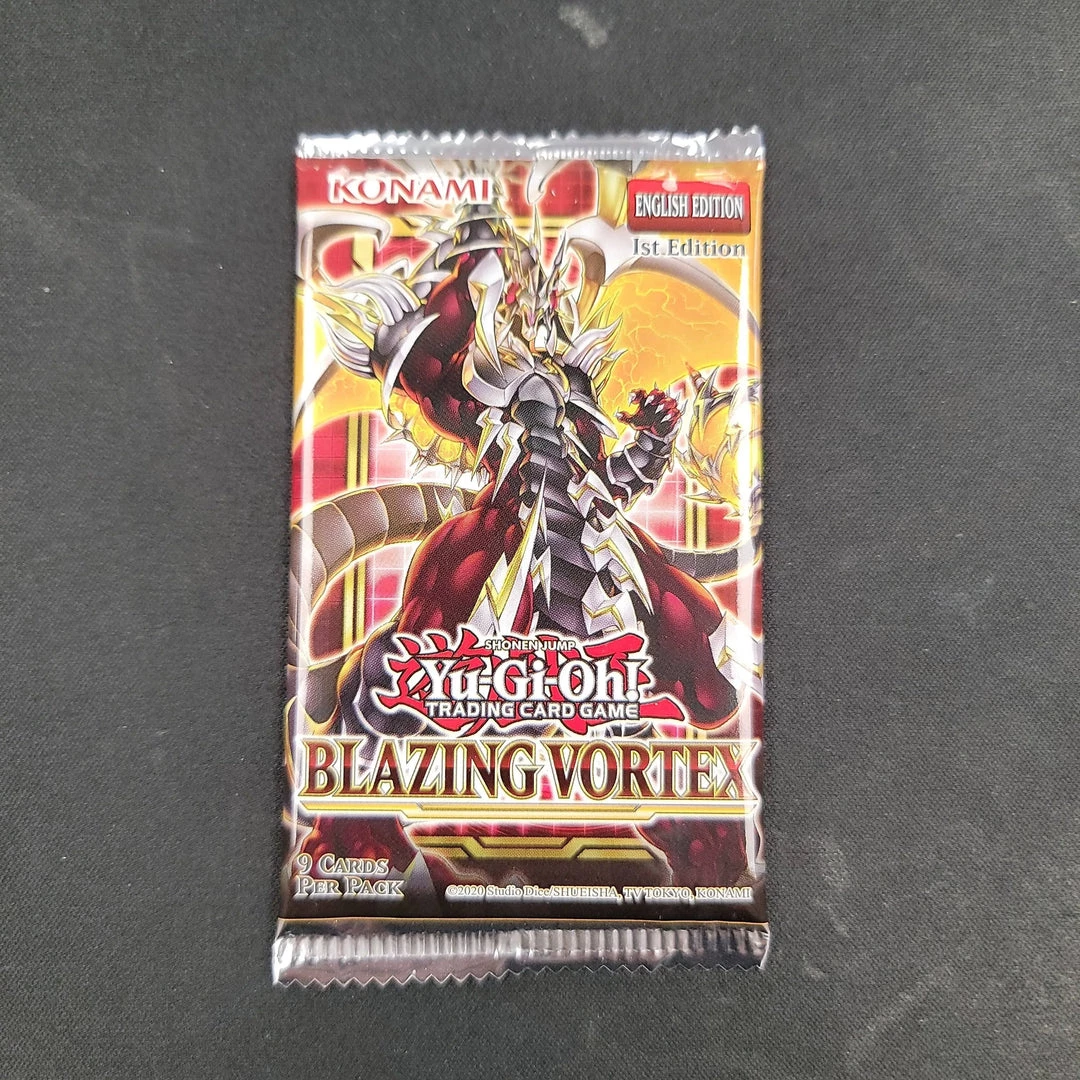 KONAMI
ENGLISH EDITION
1st Edition
SHONEN JUMP
Yu-Gi-Oh!
TRADING CARD GAME
BLAZING VORTEX
9 CARDS
PER PACK
©2020 Studio Dice/SHUEISHA, TV TOKYO, KONAMI